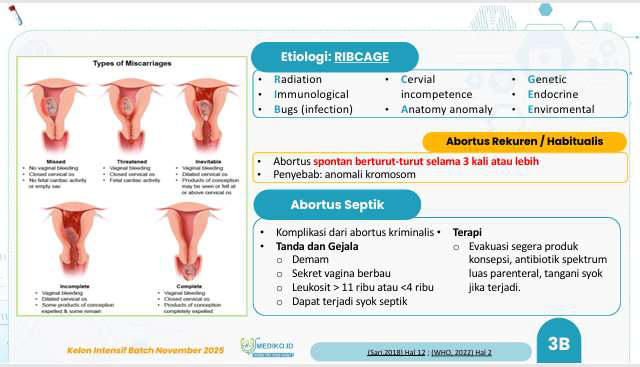 Types of Miscarriages
Missed
• No vaginal bleeding
• Closed cervical os
• No fetal cardiac activity
or empty sac
Threatened
• Vaginal bleeding
• Closed cervical os
• Fetal cardiac activity
Inevitable
• Vaginal bleeding
• Dilated cervical os
• Products of conception
may be seen or felt at
or above cervical os
Incomplete
• Vaginal bleeding
• Dilated cervical os
• Some products of conception
expelled & some remain
Complete
• Vaginal bleeding
• Closed cervical os
• Products of conception
completely expelled
Etiologi: RIBCAGE
• Radiation
• Immunological
• Bugs (infection)
• Cervial
incompetence
• Anatomy anomaly
• Genetic
• Endocrine
• Enviromental
Abortus Rekuren / Habitualis
• Abortus spontan berturut-turut selama 3 kali atau lebih
• Penyebab: anomali kromosom
Abortus Septik
• Komplikasi dari abortus kriminalis
• Tanda dan Gejala
o Demam
o Sekret vagina berbau
o Leukosit > 11 ribu atau <4 ribu
o Dapat terjadi syok septik
• Terapi
o Evakuasi segera produk
konsepsi, antibiotik spektrum
luas parenteral, tangani syok
jika terjadi.
Kelon Intensif Batch November 2025
MEDIKO.ID
(Sari,2018) Hal 12 ; (WHO, 2022) Hal 2
3B